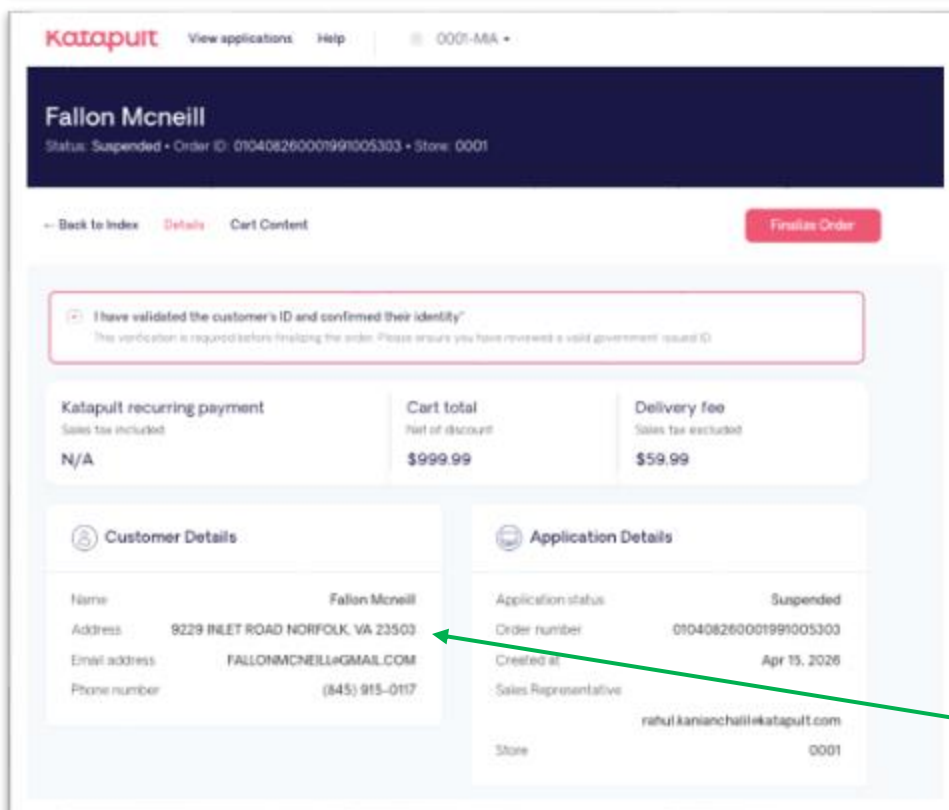 Katapult View applications Help 0001-MIA
Fallon Mcneill
Status: Suspended • Order ID: 010408260001991005303 • Store: 0001
← Back to Index Details Cart Content Finalize Order
I have validated the customer's ID and confirmed their identity*
This verification is required before finalizing the order. Please ensure you have reviewed a valid government issued ID.
Katapult recurring payment Cart total Delivery fee
Sales tax included Net of discount Sales tax excluded
N/A $999.99 $59.99
Customer Details Application Details
Name Fallon Mcneill Application status Suspended
Address 9229 INLET ROAD NORFOLK, VA 23503 Order number 010408260001991005303
Email address FALLONMCNEILL@GMAIL.COM Created at Apr 15, 2026
Phone number (845) 915-0117 Sales Representative
rahul.kanianchalil@katapult.com
Store 0001